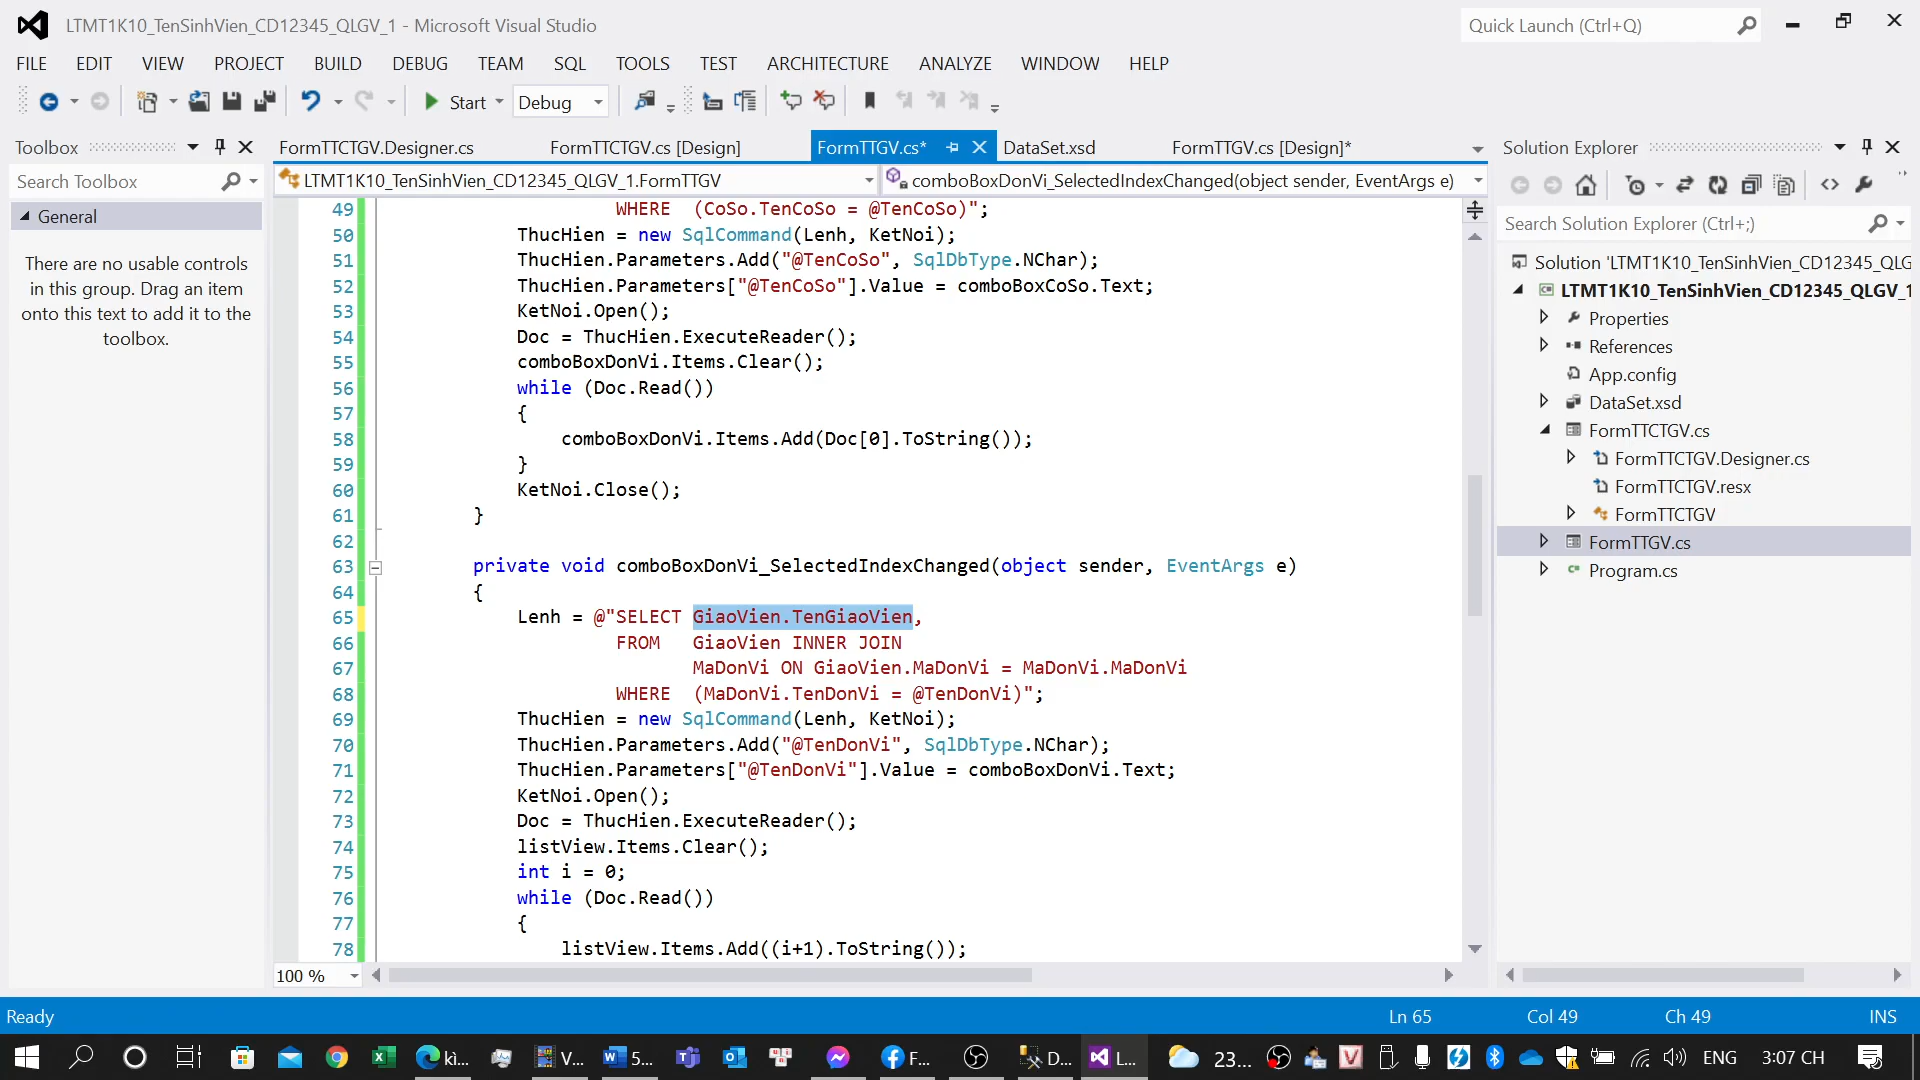 LTMT1K10_TenSinhVien_CD12345_QLGV_1 - Microsoft Visual Studio
Quick Launch (Ctrl+Q)
FILE EDIT VIEW PROJECT BUILD DEBUG TEAM SQL TOOLS TEST ARCHITECTURE ANALYZE WINDOW HELP
Start Debug
Toolbox
Search Toolbox
General
There are no usable controls
in this group. Drag an item
onto this text to add it to the
toolbox.
FormTTCTGV.Designer.cs FormTTCTGV.cs [Design] FormTTGV.cs* DataSet.xsd FormTTGV.cs [Design]*
LTMT1K10_TenSinhVien_CD12345_QLGV_1.FormTTGV comboBoxDonVi_SelectedIndexChanged(object sender, EventArgs e)
49 WHERE (CoSo.TenCoSo = @TenCoSo)";
50 ThucHien = new SqlCommand(Lenh, KetNoi);
51 ThucHien.Parameters.Add("@TenCoSo", SqlDbType.NChar);
52 ThucHien.Parameters["@TenCoSo"].Value = comboBoxCoSo.Text;
53 KetNoi.Open();
54 Doc = ThucHien.ExecuteReader();
55 comboBoxDonVi.Items.Clear();
56 while (Doc.Read())
57 {
58 comboBoxDonVi.Items.Add(Doc[0].ToString());
59 }
60 KetNoi.Close();
61 }
62
63 private void comboBoxDonVi_SelectedIndexChanged(object sender, EventArgs e)
64 {
65 Lenh = @"SELECT GiaoVien.TenGiaoVien,
66 FROM GiaoVien INNER JOIN
67 MaDonVi ON GiaoVien.MaDonVi = MaDonVi.MaDonVi
68 WHERE (MaDonVi.TenDonVi = @TenDonVi)";
69 ThucHien = new SqlCommand(Lenh, KetNoi);
70 ThucHien.Parameters.Add("@TenDonVi", SqlDbType.NChar);
71 ThucHien.Parameters["@TenDonVi"].Value = comboBoxDonVi.Text;
72 KetNoi.Open();
73 Doc = ThucHien.ExecuteReader();
74 listView.Items.Clear();
75 int i = 0;
76 while (Doc.Read())
77 {
78 listView.Items.Add((i+1).ToString());
100 %
Solution Explorer
Search Solution Explorer (Ctrl+;)
Solution 'LTMT1K10_TenSinhVien_CD12345_QLG
LTMT1K10_TenSinhVien_CD12345_QLGV_1
Properties
References
App.config
DataSet.xsd
FormTTCTGV.cs
FormTTCTGV.Designer.cs
FormTTCTGV.resx
FormTTCTGV
FormTTGV.cs
Program.cs
Ready Ln 65 Col 49 Ch 49 INS
kì... V... 5... F... D... L... 23... ENG 3:07 CH